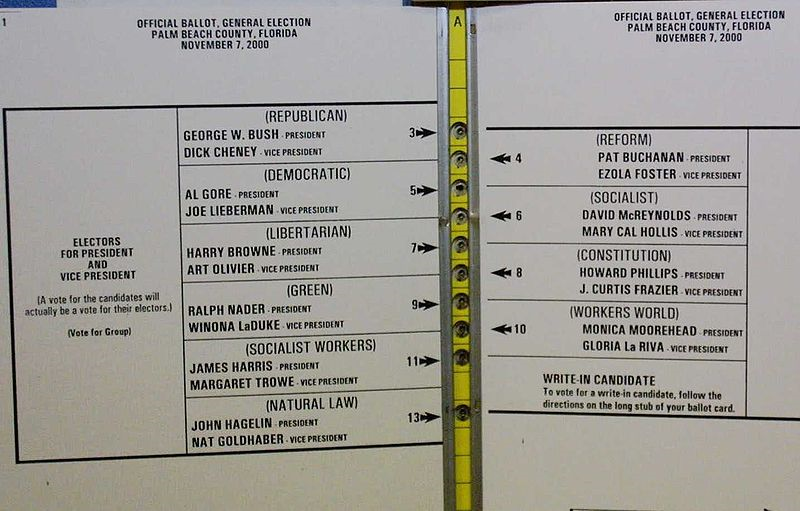 1
OFFICIAL BALLOT, GENERAL ELECTION
PALM BEACH COUNTY, FLORIDA
NOVEMBER 7, 2000
ELECTORS
FOR PRESIDENT
AND
VICE PRESIDENT
(A vote for the candidates will
actually be a vote for their electors.)
(Vote for Group)
(REPUBLICAN)
GEORGE W. BUSH - PRESIDENT
DICK CHENEY - VICE PRESIDENT
3
(DEMOCRATIC)
AL GORE - PRESIDENT
JOE LIEBERMAN - VICE PRESIDENT
5
(LIBERTARIAN)
HARRY BROWNE - PRESIDENT
ART OLIVIER - VICE PRESIDENT
7
(GREEN)
RALPH NADER - PRESIDENT
WINONA LaDUKE - VICE PRESIDENT
9
(SOCIALIST WORKERS)
JAMES HARRIS - PRESIDENT
MARGARET TROWE - VICE PRESIDENT
11
(NATURAL LAW)
JOHN HAGELIN - PRESIDENT
NAT GOLDHABER - VICE PRESIDENT
13
A
OFFICIAL BALLOT, GENERAL ELECTION
PALM BEACH COUNTY, FLORIDA
NOVEMBER 7, 2000
(REFORM)
4 PAT BUCHANAN - PRESIDENT
EZOLA FOSTER - VICE PRESIDENT
(SOCIALIST)
6 DAVID McREYNOLDS - PRESIDENT
MARY CAL HOLLIS - VICE PRESIDENT
(CONSTITUTION)
8 HOWARD PHILLIPS - PRESIDENT
J. CURTIS FRAZIER - VICE PRESIDENT
(WORKERS WORLD)
10 MONICA MOOREHEAD - PRESIDENT
GLORIA La RIVA - VICE PRESIDENT
WRITE-IN CANDIDATE
To vote for a write-in candidate, follow the
directions on the long stub of your ballot card.